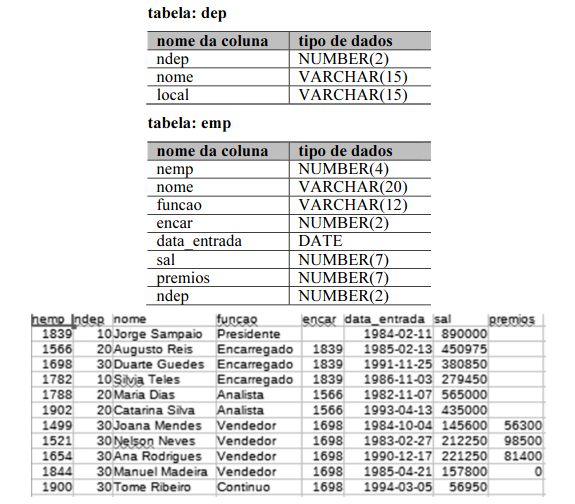 tabela: dep
nome da coluna tipo de dados
ndep NUMBER(2)
nome VARCHAR(15)
local VARCHAR(15)
tabela: emp
nome da coluna tipo de dados
nemp NUMBER(4)
nome VARCHAR(20)
funcao VARCHAR(12)
encar NUMBER(2)
data_entrada DATE
sal NUMBER(7)
premios NUMBER(7)
ndep NUMBER(2)
nemp ndep nome funcao encar data_entrada sal premios
1839 10 Jorge Sampaio Presidente 1984-02-11 890000
1566 20 Augusto Reis Encarregado 1839 1985-02-13 450975
1698 30 Duarte Guedes Encarregado 1839 1991-11-25 380850
1782 10 Silvia Teles Encarregado 1839 1986-11-03 279450
1788 20 Maria Dias Analista 1566 1982-11-07 565000
1902 20 Catarina Silva Analista 1566 1993-04-13 435000
1499 30 Joana Mendes Vendedor 1698 1984-10-04 145600 56300
1521 30 Nelson Neves Vendedor 1698 1983-02-27 212250 98500
1654 30 Ana Rodrigues Vendedor 1698 1990-12-17 221250 81400
1844 30 Manuel Madeira Vendedor 1698 1985-04-21 157800 0
1900 30 Tome Ribeiro Continuo 1698 1994-03-05 56950